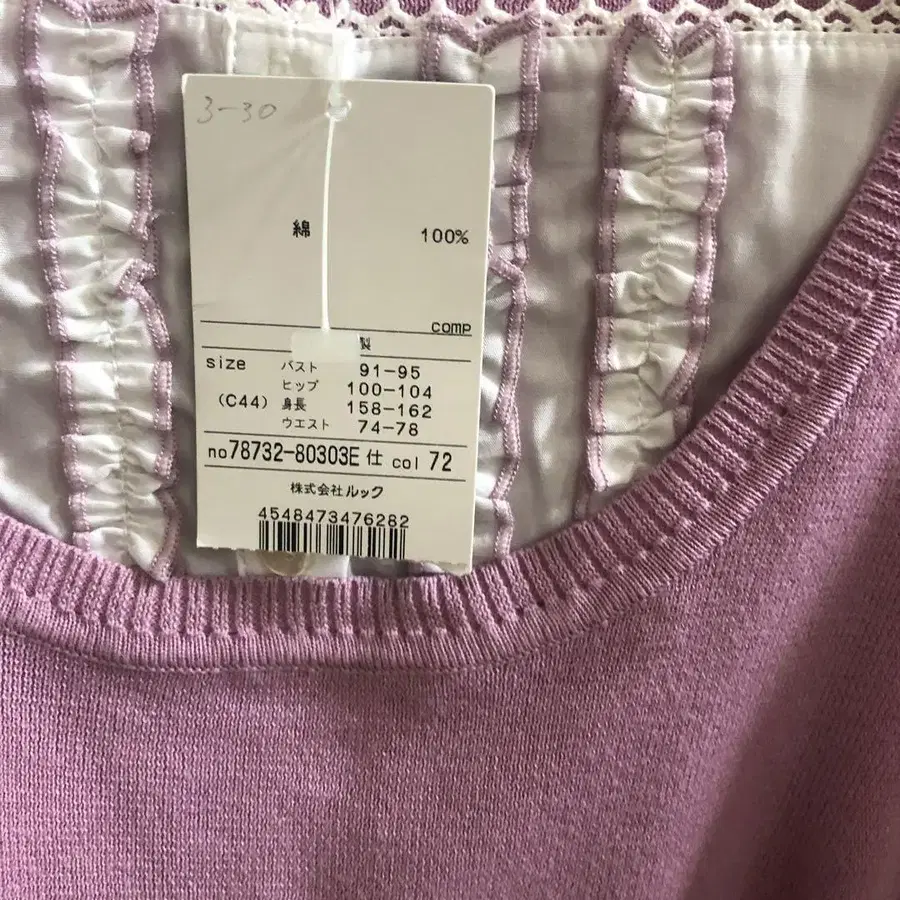 3-30
綿 100%
comp
製
size バスト 91-95
ヒップ 100-104
(C44) 身長 158-162
ウエスト 74-78
no78732-80303E 仕 col 72
株式会社 ルック
4548473476282